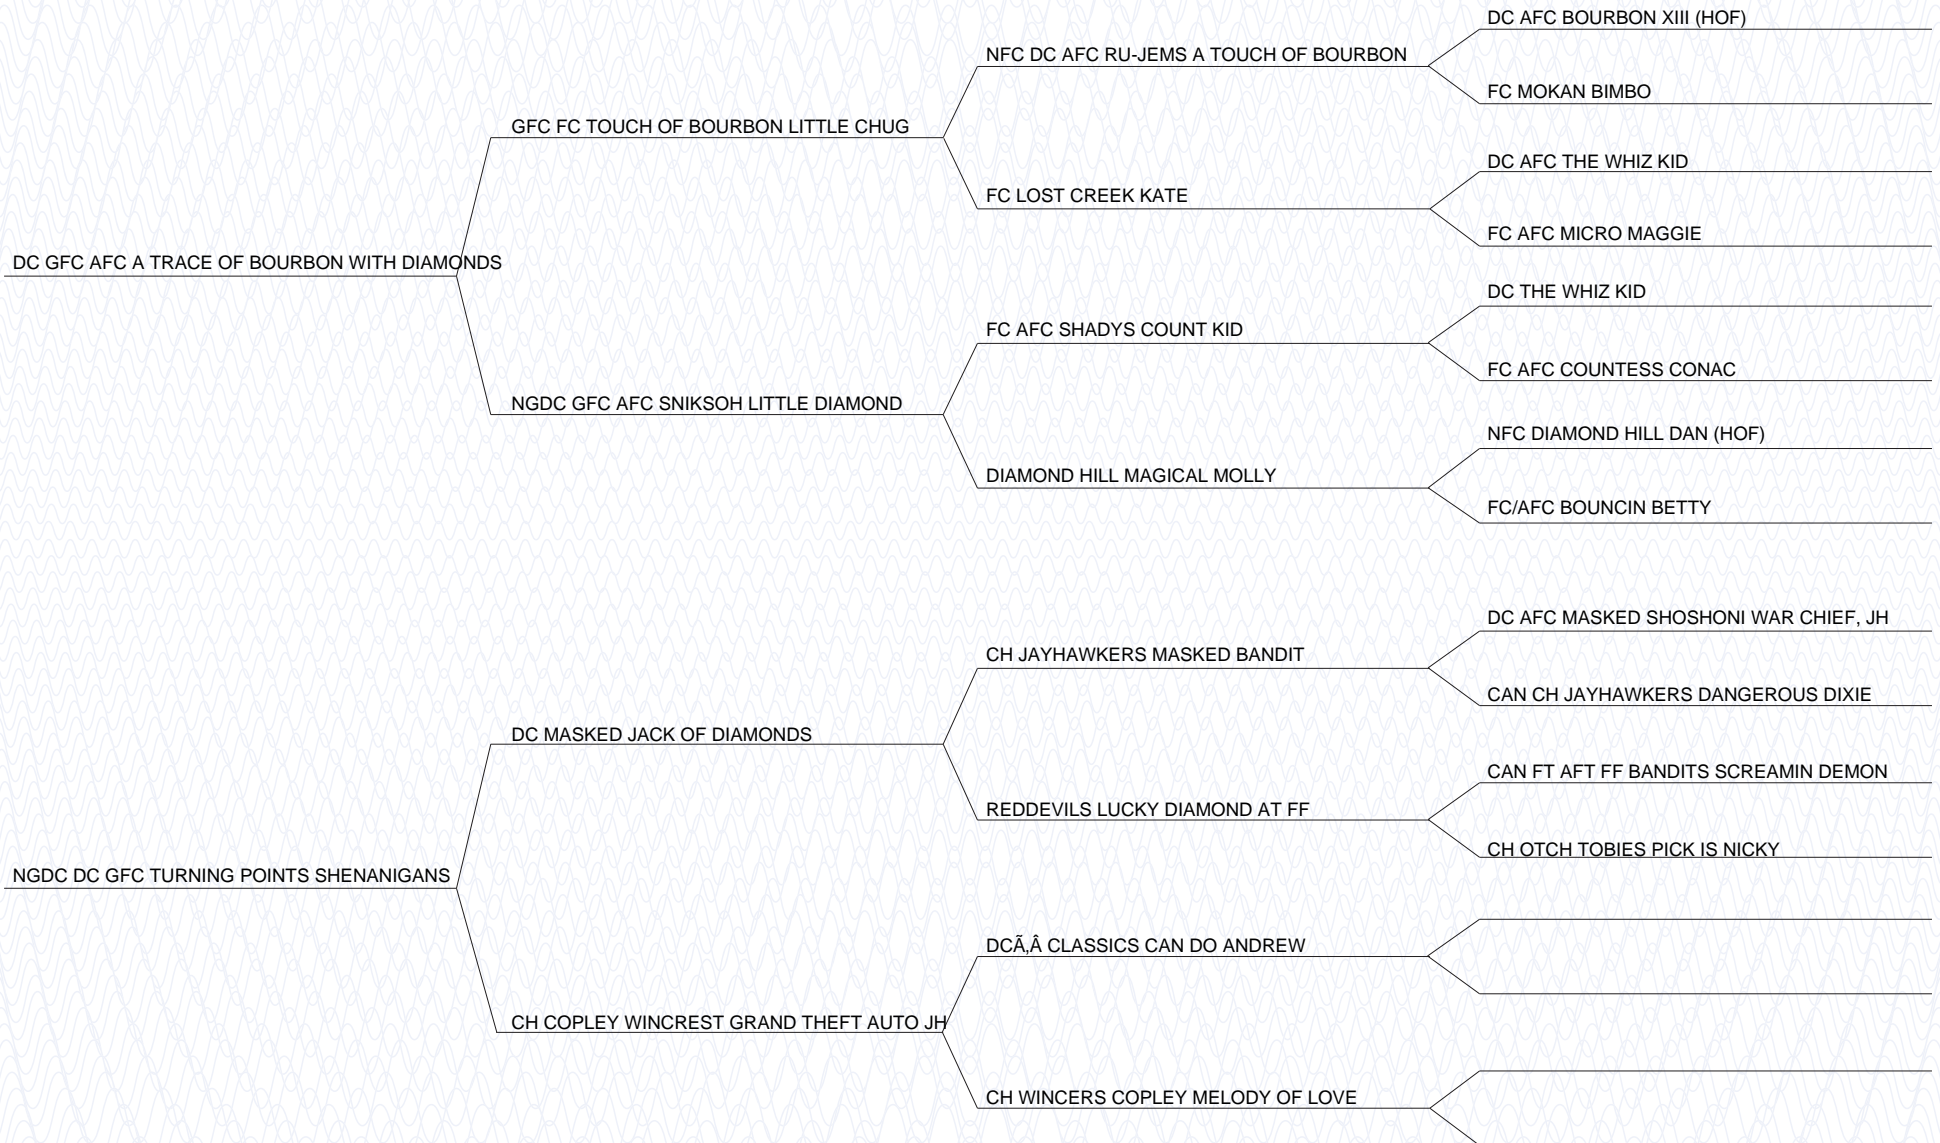 DC AFC BOURBON XIII (HOF)
NFC DC AFC RU-JEMS A TOUCH OF BOURBON
FC MOKAN BIMBO
GFC FC TOUCH OF BOURBON LITTLE CHUG
DC AFC THE WHIZ KID
FC LOST CREEK KATE
FC AFC MICRO MAGGIE
DC GFC AFC A TRACE OF BOURBON WITH DIAMONDS
DC THE WHIZ KID
FC AFC SHADYS COUNT KID
FC AFC COUNTESS CONAC
NGDC GFC AFC SNIKSOH LITTLE DIAMOND
NFC DIAMOND HILL DAN (HOF)
DIAMOND HILL MAGICAL MOLLY
FC/AFC BOUNCIN BETTY
DC AFC MASKED SHOSHONI WAR CHIEF, JH
CH JAYHAWKERS MASKED BANDIT
CAN CH JAYHAWKERS DANGEROUS DIXIE
DC MASKED JACK OF DIAMONDS
CAN FT AFT FF BANDITS SCREAMIN DEMON
REDDEVILS LUCKY DIAMOND AT FF
CH OTCH TOBIES PICK IS NICKY
NGDC DC GFC TURNING POINTS SHENANIGANS
DCÃ‚Â CLASSICS CAN DO ANDREW
CH COPLEY WINCREST GRAND THEFT AUTO JH
CH WINCERS COPLEY MELODY OF LOVE